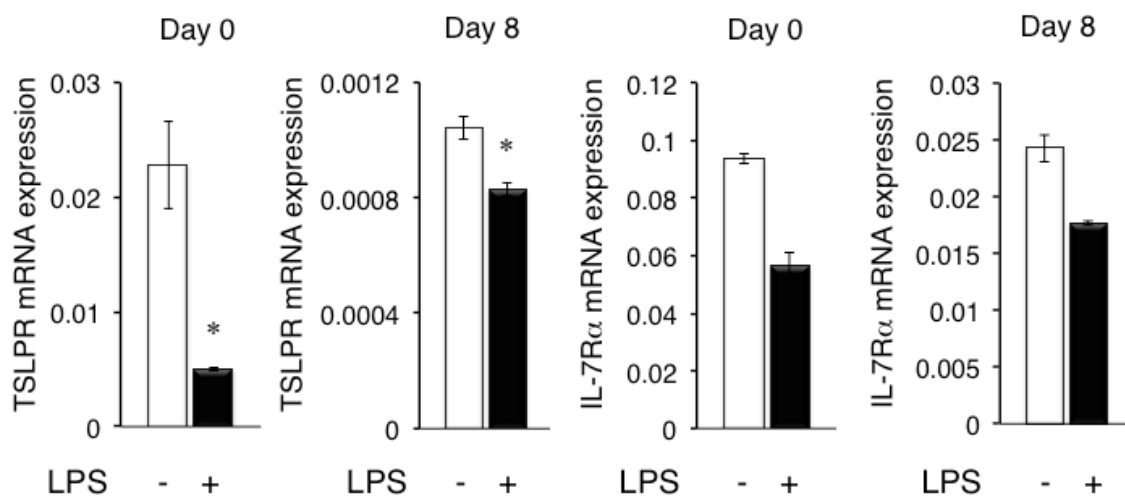 Day 0
TSLPR mRNA expression
0.03
0.02
0.01
0
*
LPS - +
Day 8
TSLPR mRNA expression
0.0012
0.0008
0.0004
0
*
LPS - +
Day 0
IL-7Rα mRNA expression
0.12
0.1
0.08
0.06
0.04
0.02
0
LPS - +
Day 8
IL-7Rα mRNA expression
0.03
0.025
0.02
0.015
0.01
0.005
0
LPS - +